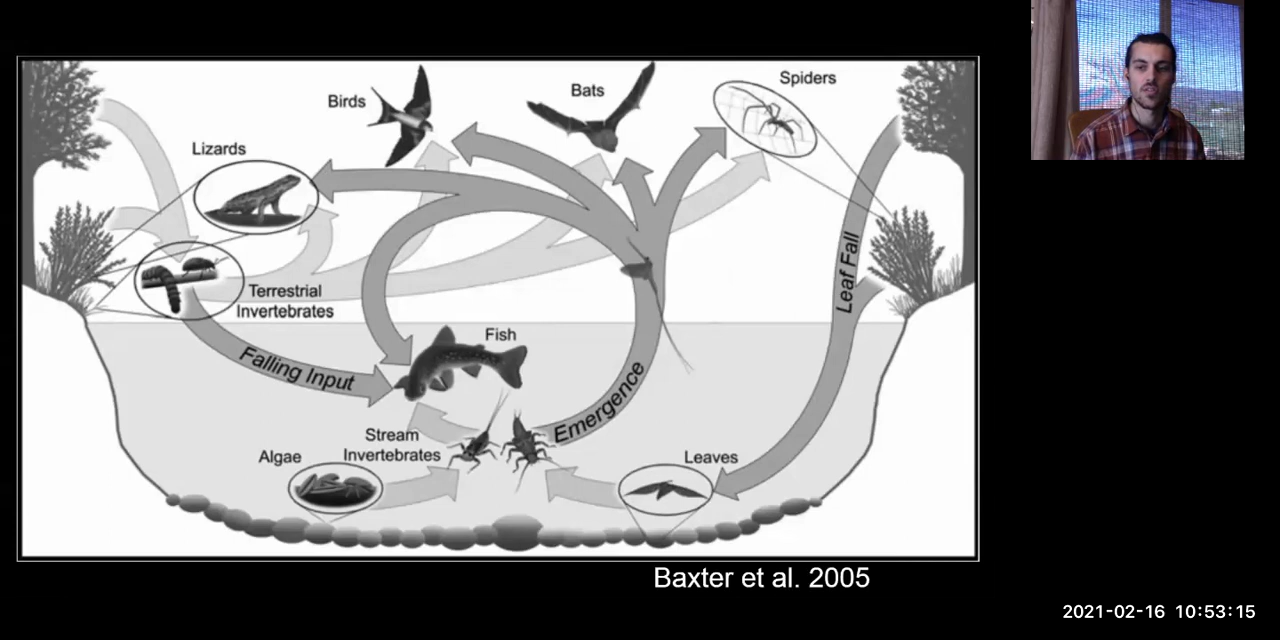 Spiders
Birds
Bats
Lizards
Terrestrial
Invertebrates
Leaf Fall
Fish
Falling Input
Emergence
Stream
Invertebrates
Algae
Leaves
Baxter et al. 2005
2021-02-16 10:53:15